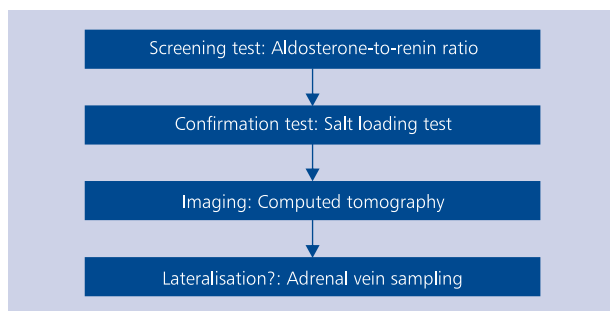 Screening test: Aldosterone-to-renin ratio
Confirmation test: Salt loading test
Imaging: Computed tomography
Lateralisation?: Adrenal vein sampling